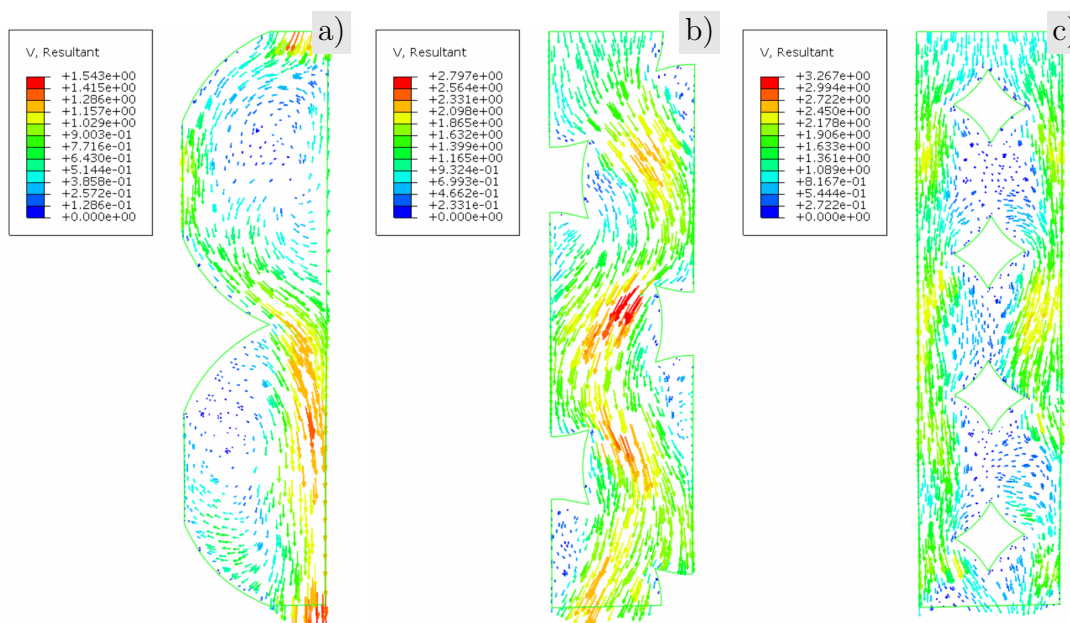 a)
V, Resultant
+1.543e+00
+1.415e+00
+1.286e+00
+1.157e+00
+1.029e+00
+9.003e-01
+7.716e-01
+6.430e-01
+5.144e-01
+3.858e-01
+2.572e-01
+1.286e-01
+0.000e+00
b)
V, Resultant
+2.797e+00
+2.564e+00
+2.331e+00
+2.098e+00
+1.865e+00
+1.632e+00
+1.399e+00
+1.165e+00
+9.324e-01
+6.993e-01
+4.662e-01
+2.331e-01
+0.000e+00
c)
V, Resultant
+3.267e+00
+2.994e+00
+2.722e+00
+2.450e+00
+2.178e+00
+1.906e+00
+1.633e+00
+1.361e+00
+1.089e+00
+8.167e-01
+5.444e-01
+2.722e-01
+0.000e+00